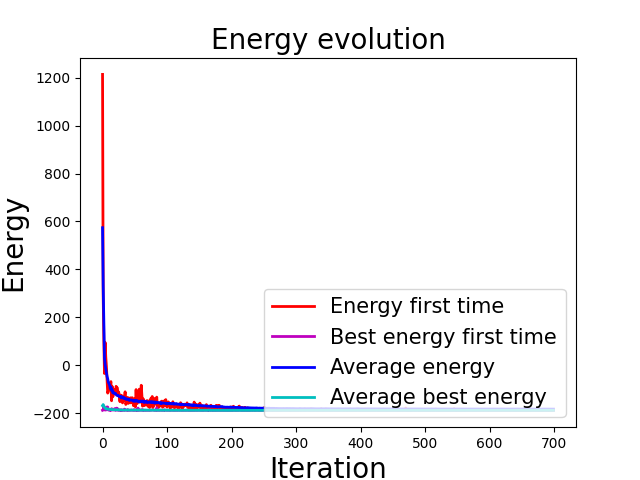 Energy evolution
Energy
1200
1000
800
600
400
200
0
−200
Energy first time
Best energy first time
Average energy
Average best energy
0 100 200 300 400 500 600 700
Iteration